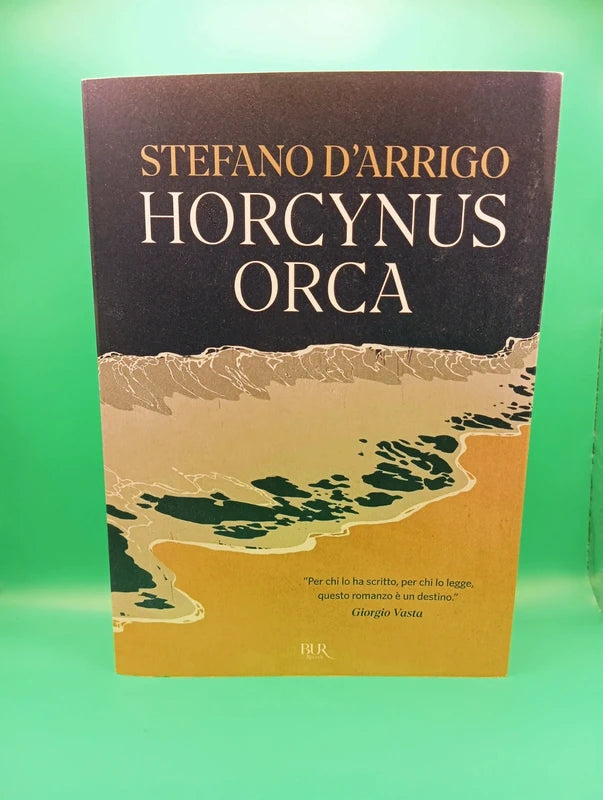 STEFANO D'ARRIGO
HORCYNUS
ORCA
"Per chi lo ha scritto, per chi lo legge,
questo romanzo è un destino."
Giorgio Vasta
BUR